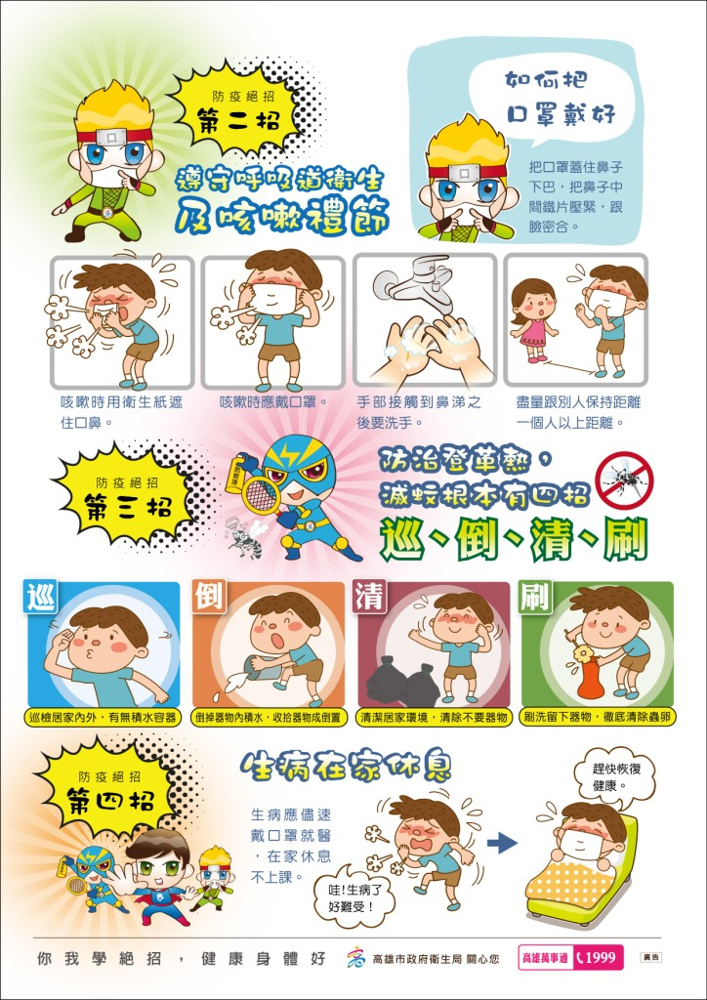 防疫絕招
第二招
遵守呼吸道衛生
及咳嗽禮節
如何把
口罩戴好
把口罩蓋住鼻子
下巴，把鼻子中
間鐵片壓緊，跟
臉密合。
咳嗽時用衛生紙遮
住口鼻。
咳嗽時應戴口罩。
手部接觸到鼻涕之
後要洗手。
盡量跟別人保持距離
一個人以上距離。
防疫絕招
第三招
防蚊液
防治登革熱，
滅蚊根本有四招
巡、倒、清、刷
巡
巡檢居家內外，有無積水容器
倒
倒掉器物內積水，收拾器物成倒置
清
清潔居家環境，清除不要器物
刷
刷洗留下器物，徹底清除蟲卵
防疫絕招
第四招
生病在家休息
生病應儘速
戴口罩就醫
，在家休息
不上課。
哇!生病了
好難受！
趕快恢復
健康。
你我學絕招，健康身體好
高雄市政府衛生局 關心您
高雄萬事通 1999
廣告